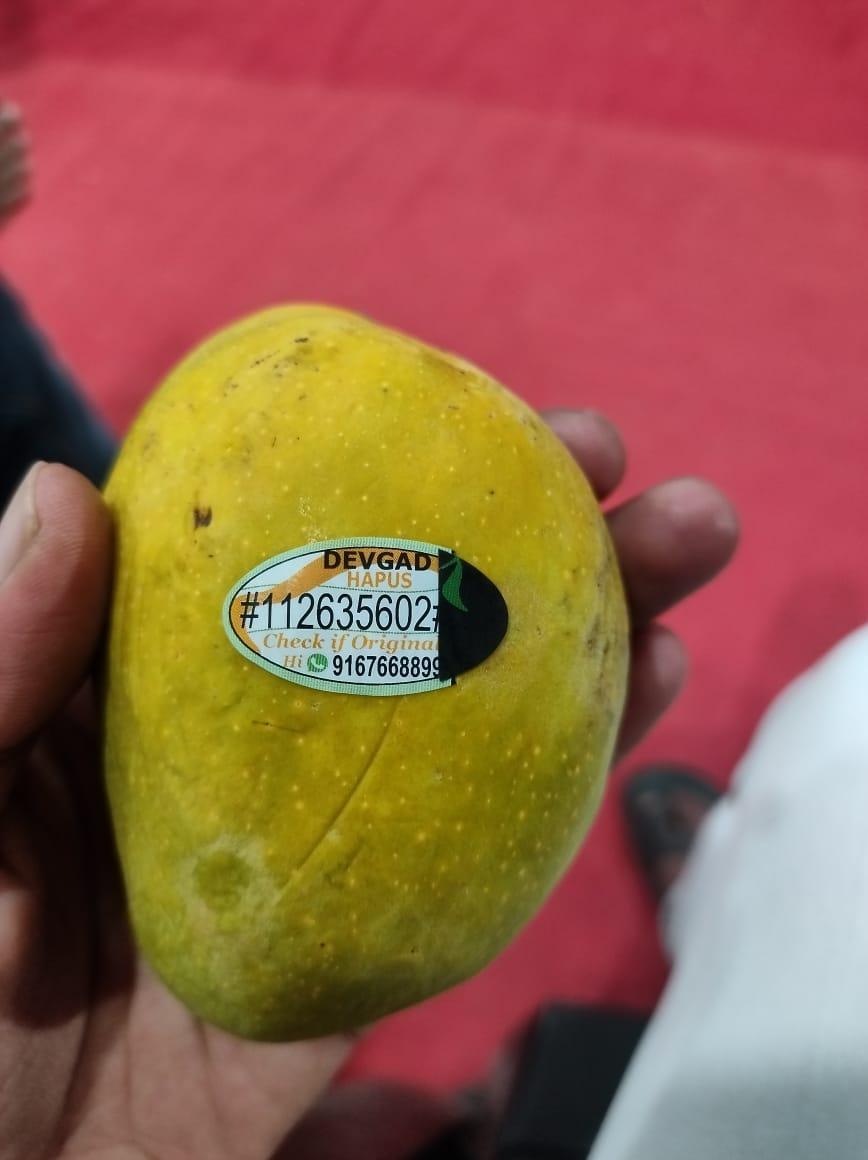 DEVGAD
HAPUS
#112635602
Check if Original
Hi 9167668899